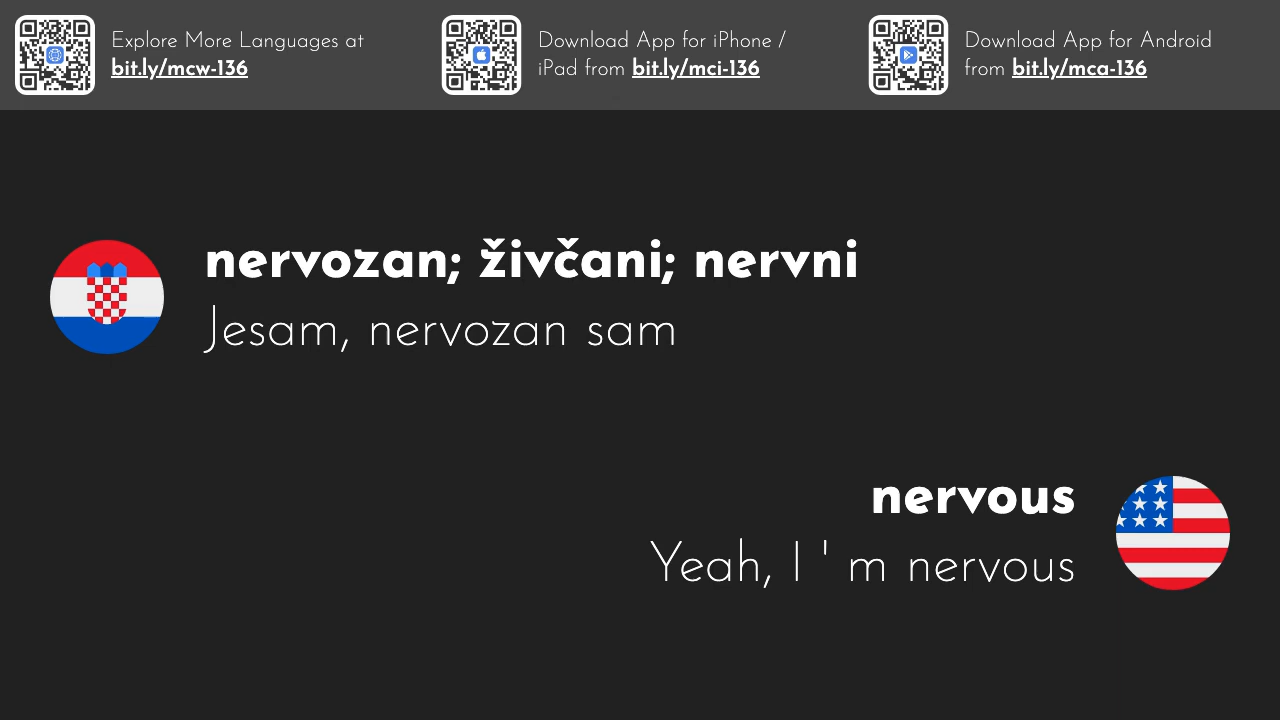 Explore More Languages at
bit.ly/mcw-136
Download App for iPhone /
iPad from bit.ly/mci-136
Download App for Android
from bit.ly/mca-136
nervozan; živčani; nervni
Jesam, nervozan sam
nervous
Yeah, I ' m nervous